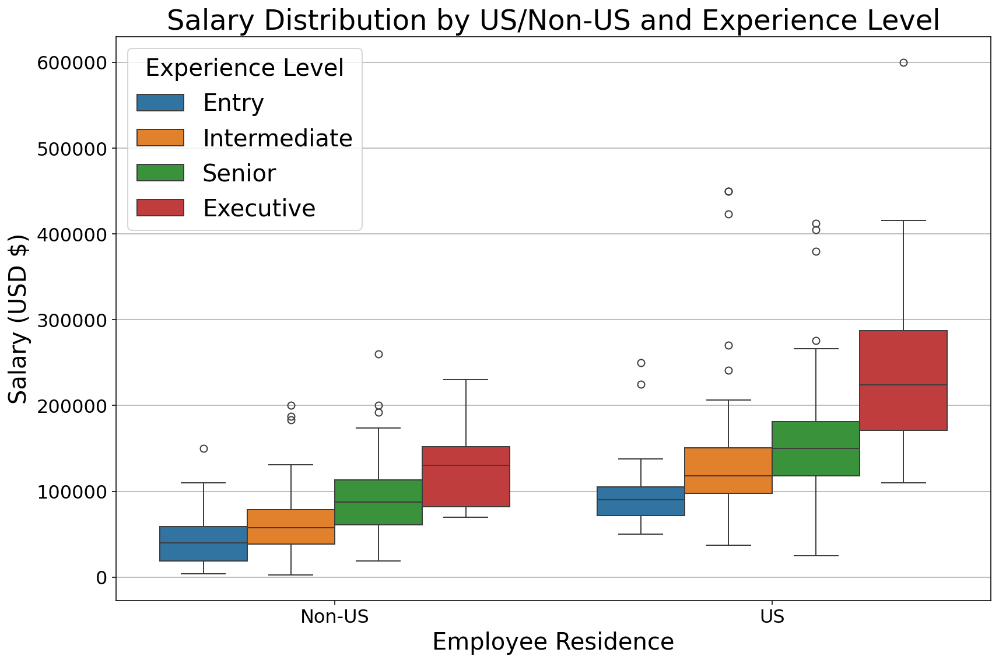 Salary Distribution by US/Non-US and Experience Level
Experience Level
Entry
Intermediate
Senior
Executive
600000
500000
400000
300000
200000
100000
0
Salary (USD $)
Non-US
US
Employee Residence